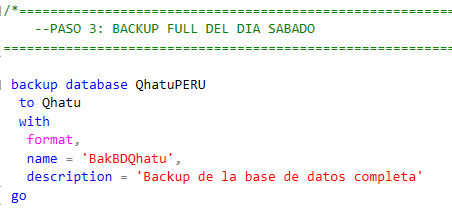 /*=====================================================
--PASO 3: BACKUP FULL DEL DIA SABADO
=======================================================
backup database QhatuPERU
to Qhatu
with
format,
name = 'BakBDQhatu',
description = 'Backup de la base de datos completa'
go